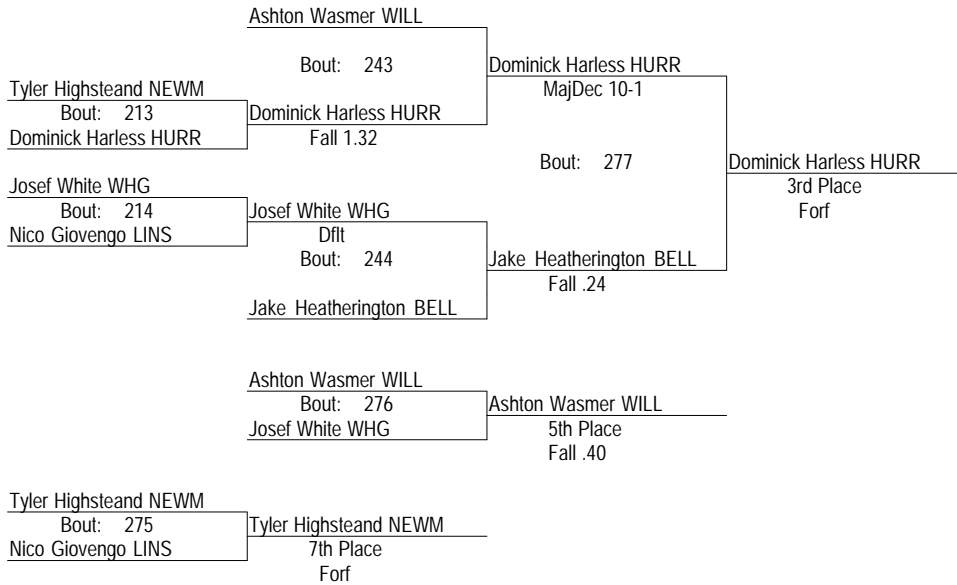 Ashton Wasmer WILL
Bout: 243
Dominick Harless HURR
MajDec 10-1
Tyler Highsteand NEWM
Bout: 213
Dominick Harless HURR
Dominick Harless HURR
Fall 1.32
Bout: 277
Dominick Harless HURR
3rd Place
Forf
Josef White WHG
Bout: 214
Nico Giovengo LINS
Josef White WHG
Dflt
Bout: 244
Jake Heatherington BELL
Fall .24
Jake Heatherington BELL
Ashton Wasmer WILL
Bout: 276
Josef White WHG
Ashton Wasmer WILL
5th Place
Fall .40
Tyler Highsteand NEWM
Bout: 275
Nico Giovengo LINS
Tyler Highsteand NEWM
7th Place
Forf